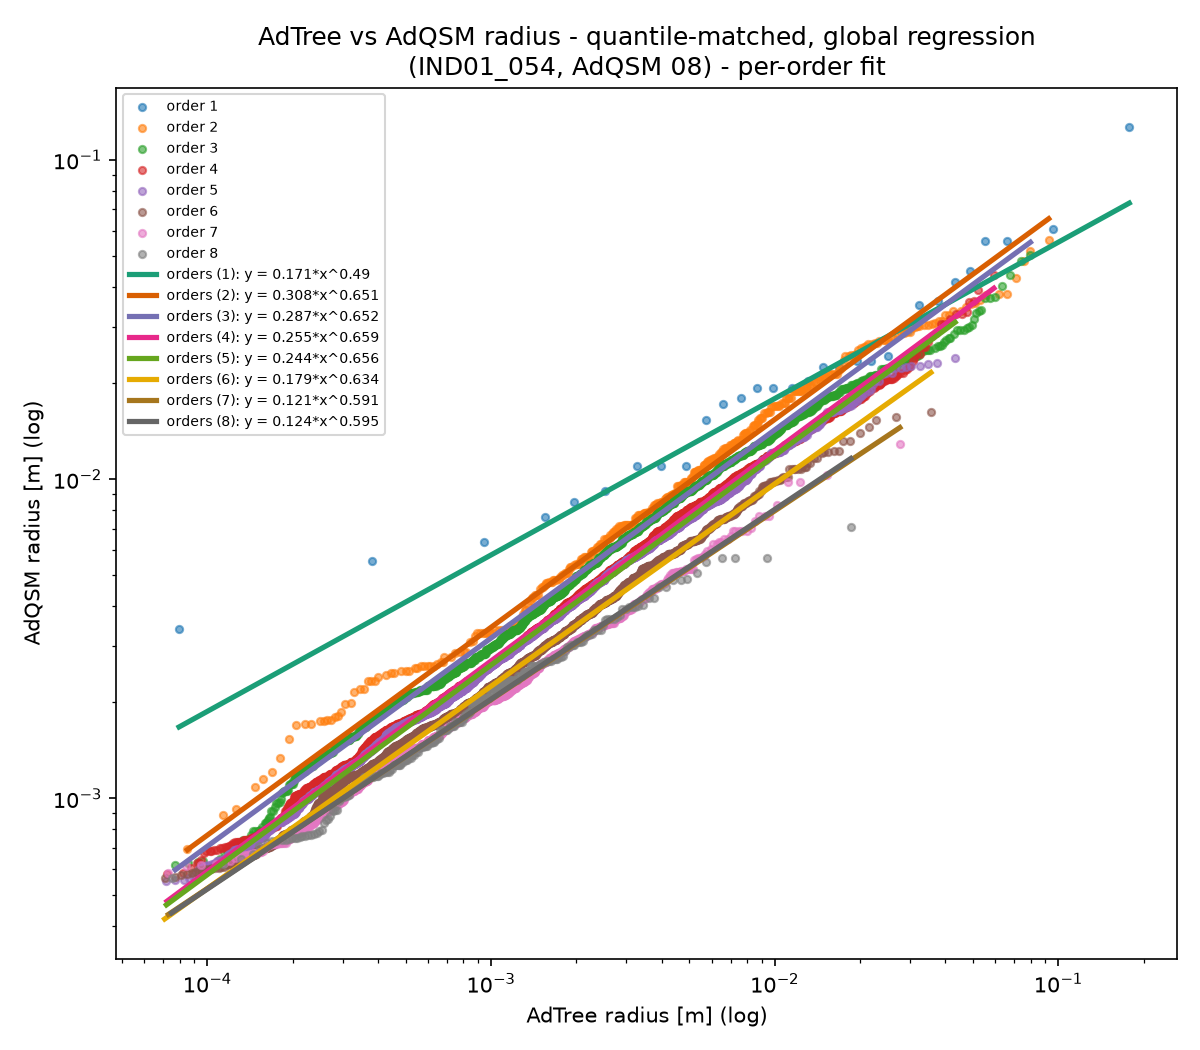 AdTree vs AdQSM radius - quantile-matched, global regression
(IND01_054, AdQSM 08) - per-order fit
order 1
order 2
order 3
order 4
order 5
order 6
order 7
order 8
orders (1): y = 0.171*x^0.49
orders (2): y = 0.308*x^0.651
orders (3): y = 0.287*x^0.652
orders (4): y = 0.255*x^0.659
orders (5): y = 0.244*x^0.656
orders (6): y = 0.179*x^0.634
orders (7): y = 0.121*x^0.591
orders (8): y = 0.124*x^0.595
AdQSM radius [m] (log)
10⁻¹
10⁻²
10⁻³
10⁻⁴ 10⁻³ 10⁻² 10⁻¹
AdTree radius [m] (log)